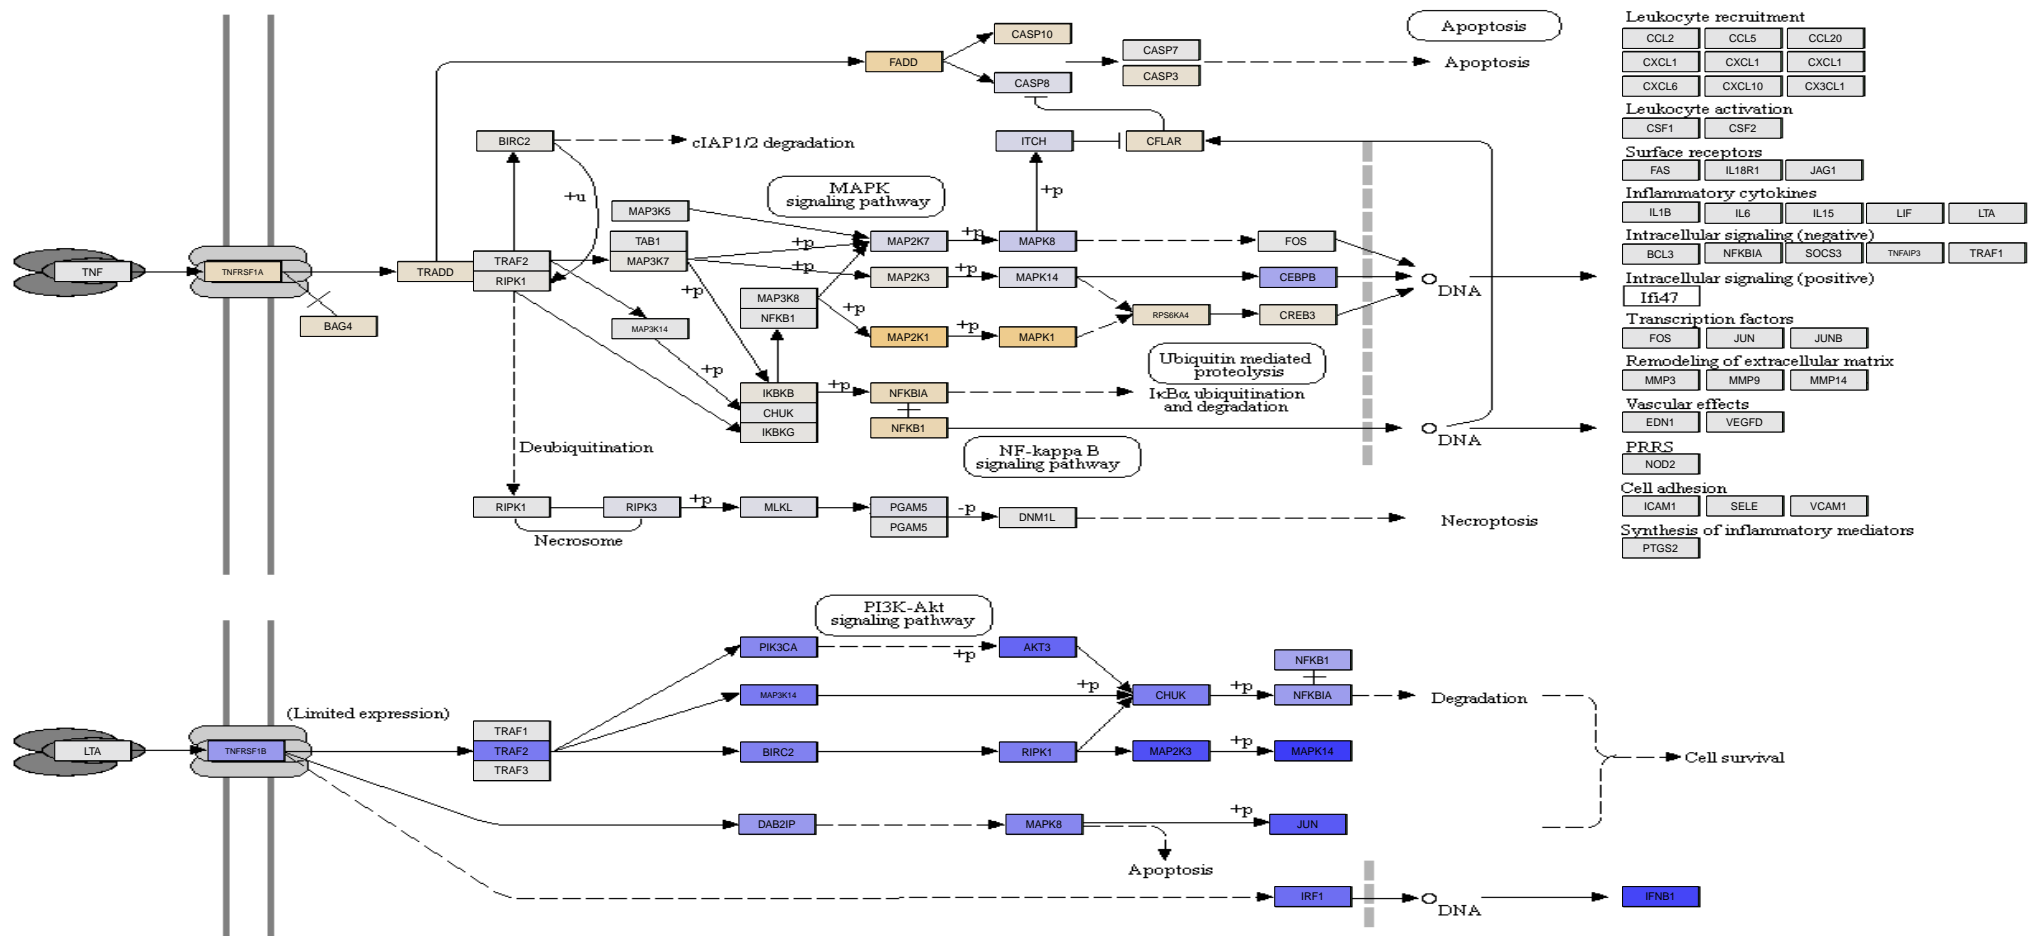 Leukocyte recruitment
CCL2 CCL5 CCL20
CXCL1 CXCL1 CXCL1
CXCL6 CXCL10 CX3CL1
Leukocyte activation
CSF1 CSF2
Surface receptors
FAS IL18R1 JAG1
Inflammatory cytokines
IL1B IL6 IL15 LIF LTA
Intracellular signaling (negative)
BCL3 NFKBIA SOCS3 TNFAIP3 TRAF1
Intracellular signaling (positive)
Ifi47
Transcription factors
FOS JUN JUNB
Remodeling of extracellular matrix
MMP3 MMP9 MMP14
Vascular effects
EDN1 VEGFD
PRRS
NOD2
Cell adhesion
ICAM1 SELE VCAM1
Synthesis of inflammatory mediators
PTGS2
Apoptosis
CASP10
FADD
CASP8
CASP7
CASP3
Apoptosis
BIRC2
cIAP1/2 degradation
ITCH
CFLAR
+u
+p
MAPK
signaling pathway
MAP3K5
TAB1
MAP3K7
MAP2K7
+p
MAPK8
FOS
+p
+p
+p
TNF
TNFRSF1A
TRADD
TRAF2
RIPK1
MAP2K3
+p
MAPK14
CEBPB
DNA
BAG4
MAP3K14
MAP3K8
NFKB1
+p
MAP2K1
+p
MAPK1
RPS6KA4
CREB3
Ubiquitin mediated
proteolysis
+p
IKBKB
CHUK
IKBKG
+p
NFKBIA
IκBα ubiquitination
and degradation
NFKB1
DNA
NF-kappa B
signaling pathway
Deubiquitination
RIPK1
RIPK3
+p
MLKL
PGAM5
PGAM5
-p
DNM1L
Necroptosis
Necrosome
PI3K-Akt
signaling pathway
PIK3CA
+p
AKT3
NFKB1
MAP3K14
+p
CHUK
+p
NFKBIA
Degradation
(Limited expression)
LTA
TNFRSF1B
TRAF1
TRAF2
TRAF3
BIRC2
RIPK1
MAP2K3
+p
MAPK14
Cell survival
DAB2IP
MAPK8
+p
JUN
Apoptosis
IRF1
DNA
IFNB1